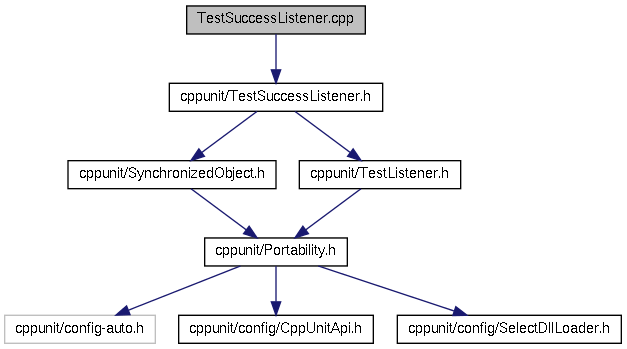 TestSuccessListener.cpp
cppunit/TestSuccessListener.h
cppunit/SynchronizedObject.h
cppunit/TestListener.h
cppunit/Portability.h
cppunit/config-auto.h
cppunit/config/CppUnitApi.h
cppunit/config/SelectDllLoader.h